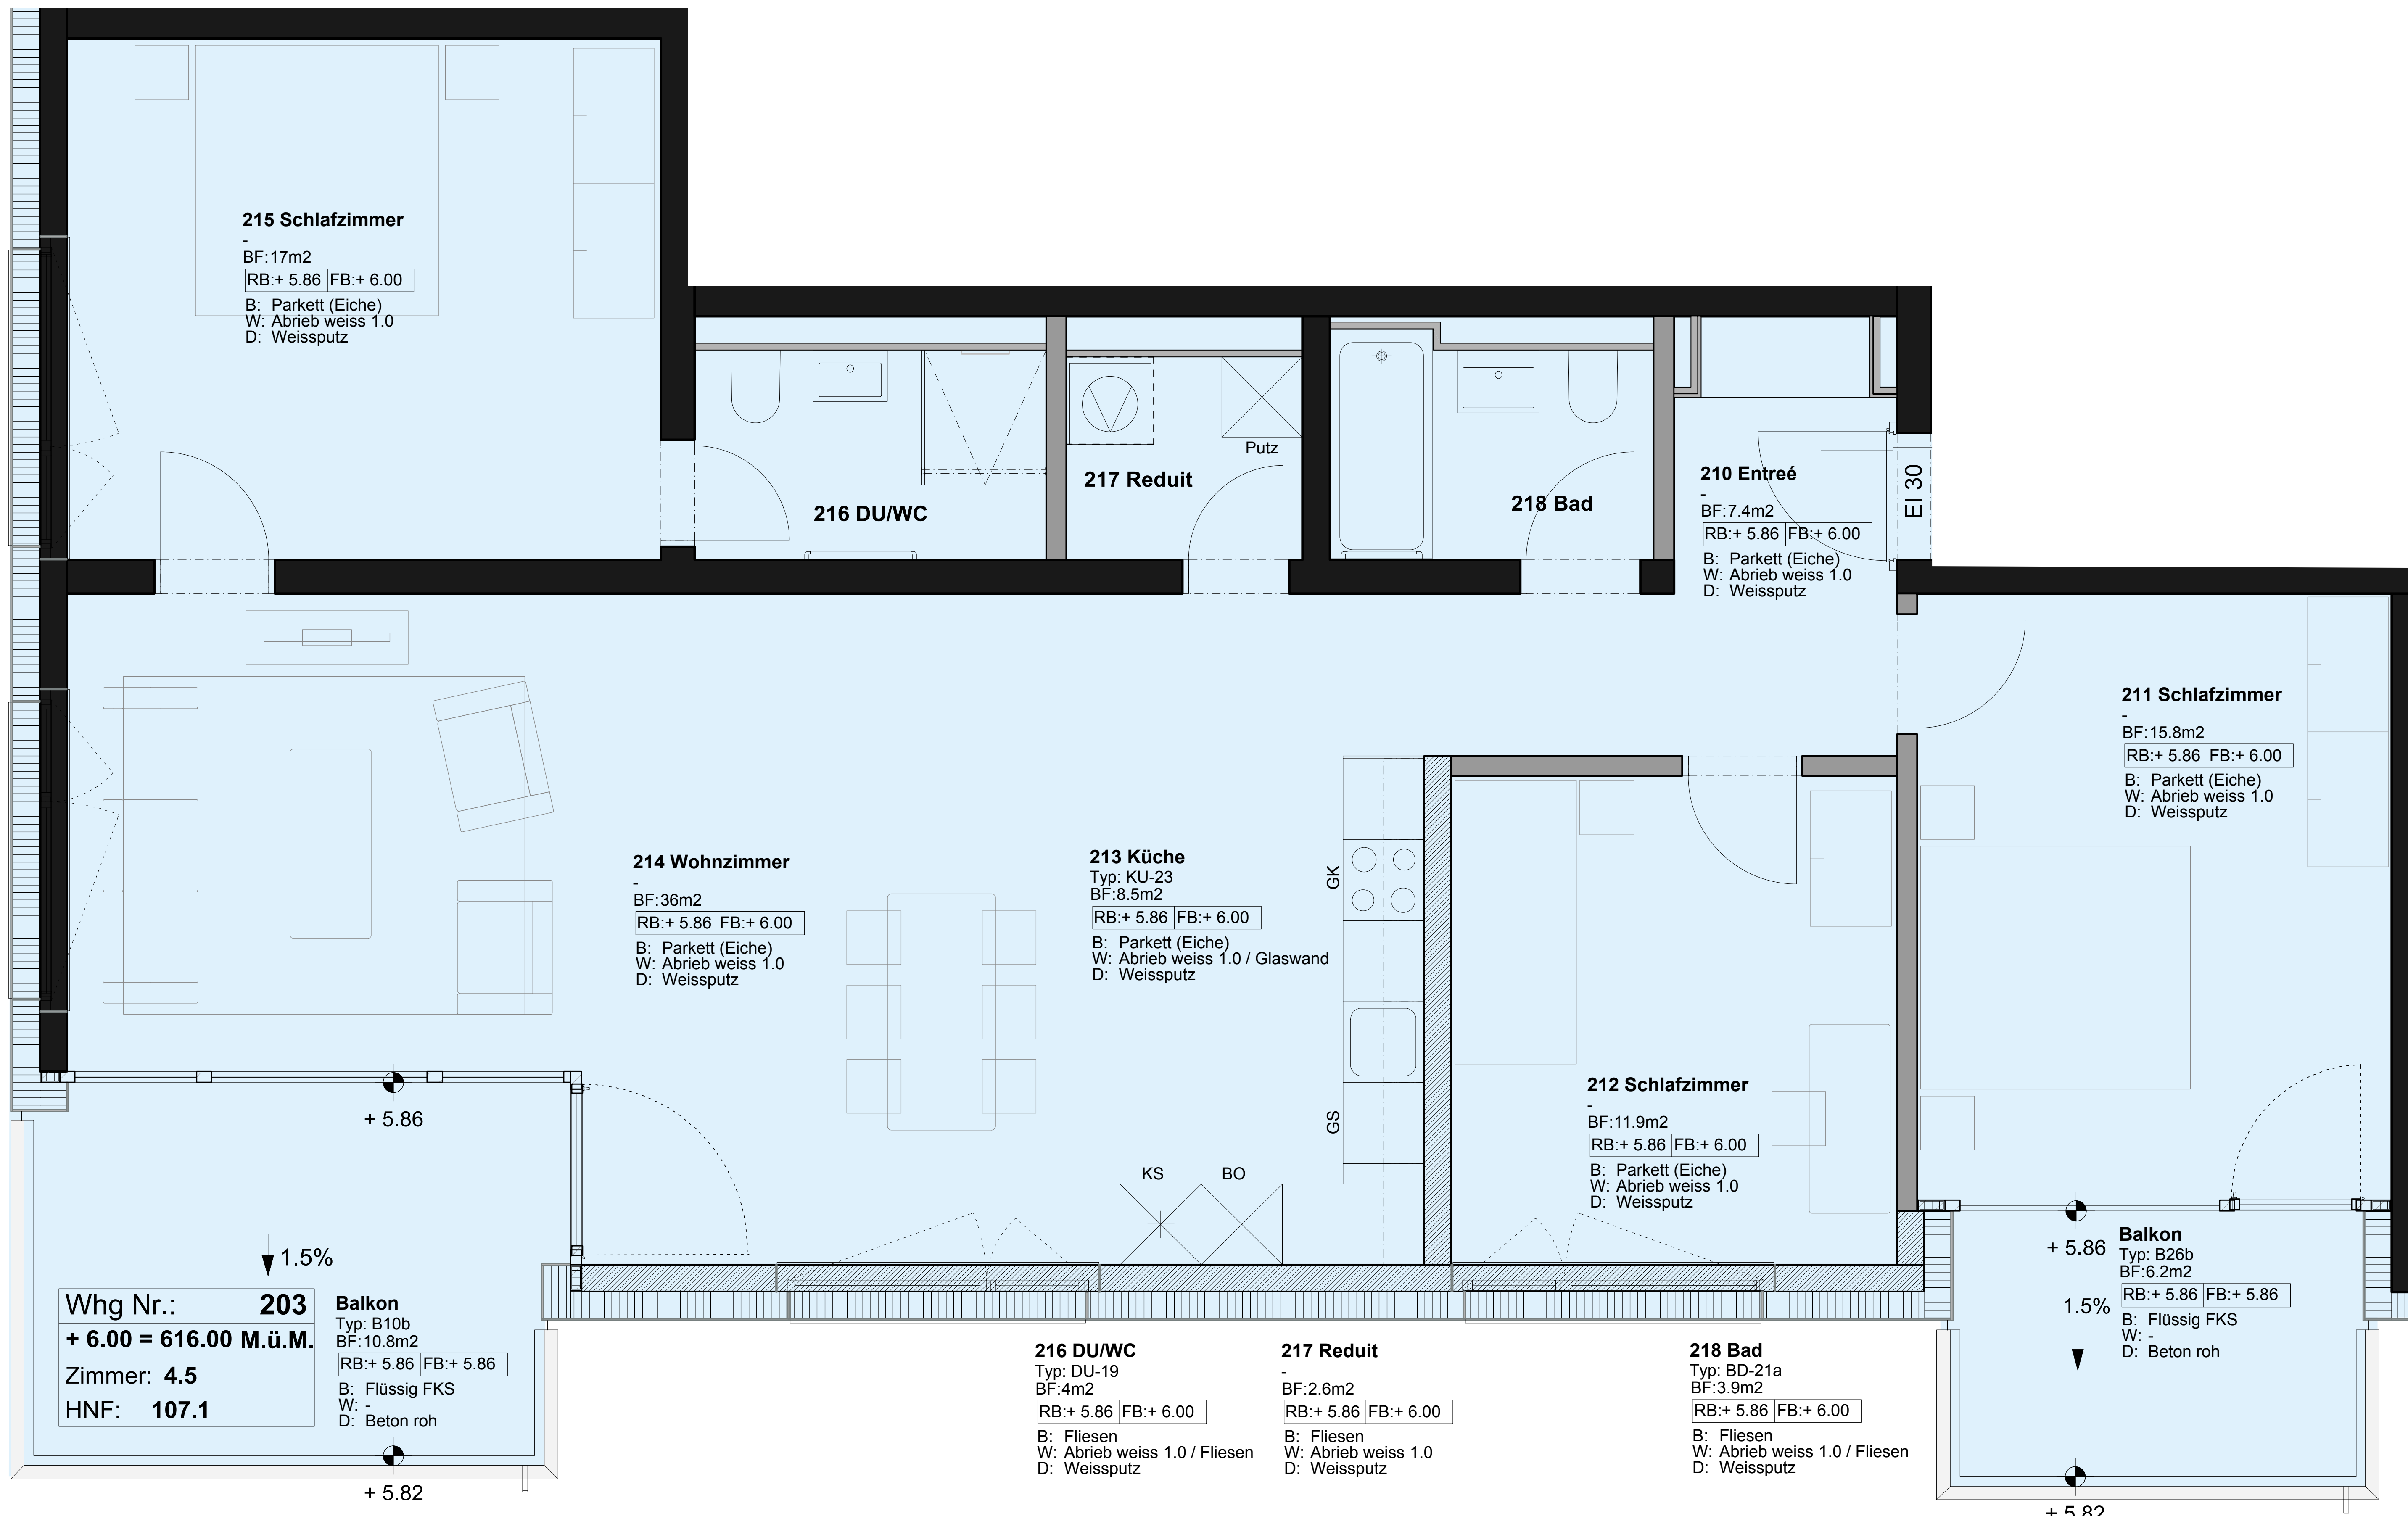 215 Schlafzimmer
-
BF:17m2
RB:+ 5.86 FB:+ 6.00
B: Parkett (Eiche)
W: Abrieb weiss 1.0
D: Weissputz
216 DU/WC
217 Reduit
Putz
218 Bad
210 Entreé
-
BF:7.4m2
RB:+ 5.86 FB:+ 6.00
B: Parkett (Eiche)
W: Abrieb weiss 1.0
D: Weissputz
EI 30
211 Schlafzimmer
-
BF:15.8m2
RB:+ 5.86 FB:+ 6.00
B: Parkett (Eiche)
W: Abrieb weiss 1.0
D: Weissputz
214 Wohnzimmer
-
BF:36m2
RB:+ 5.86 FB:+ 6.00
B: Parkett (Eiche)
W: Abrieb weiss 1.0
D: Weissputz
213 Küche
Typ: KU-23
BF:8.5m2
RB:+ 5.86 FB:+ 6.00
B: Parkett (Eiche)
W: Abrieb weiss 1.0 / Glaswand
D: Weissputz
GK
GS
KS
BO
212 Schlafzimmer
-
BF:11.9m2
RB:+ 5.86 FB:+ 6.00
B: Parkett (Eiche)
W: Abrieb weiss 1.0
D: Weissputz
+ 5.86
1.5%
Whg Nr.: 203
+ 6.00 = 616.00 M.ü.M.
Zimmer: 4.5
HNF: 107.1
Balkon
Typ: B10b
BF:10.8m2
RB:+ 5.86 FB:+ 5.86
B: Flüssig FKS
W: -
D: Beton roh
+ 5.82
216 DU/WC
Typ: DU-19
BF:4m2
RB:+ 5.86 FB:+ 6.00
B: Fliesen
W: Abrieb weiss 1.0 / Fliesen
D: Weissputz
217 Reduit
-
BF:2.6m2
RB:+ 5.86 FB:+ 6.00
B: Fliesen
W: Abrieb weiss 1.0
D: Weissputz
218 Bad
Typ: BD-21a
BF:3.9m2
RB:+ 5.86 FB:+ 6.00
B: Fliesen
W: Abrieb weiss 1.0 / Fliesen
D: Weissputz
+ 5.86
1.5%
Balkon
Typ: B26b
BF:6.2m2
RB:+ 5.86 FB:+ 5.86
B: Flüssig FKS
W: -
D: Beton roh
+ 5.82